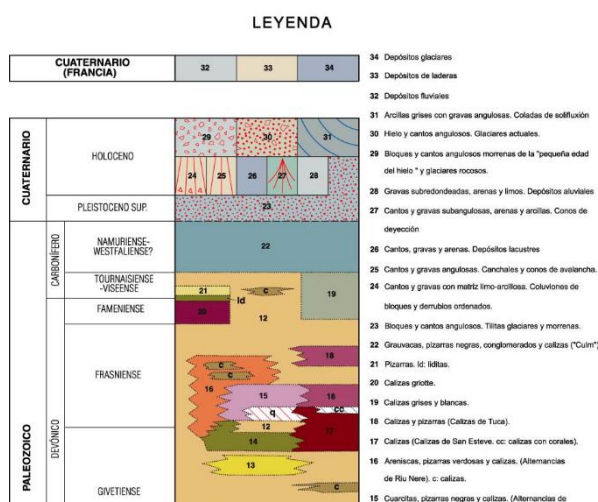 LEYENDA
CUATERNARIO
(FRANCIA)
32
33
34
CUATERNARIO
HOLOCENO
29
30
31
24
25
26
27
28
PLEISTOCENO SUP.
23
PALEOZOICO
CARBONÍFERO
NAMURIENSE-
WESTFALIENSE?
22
TOURNAISIENSE
-VISEENSE
21
c
19
ld
DEVÓNICO
FAMENIENSE
20
12
FRASNIENSE
18
c
c
16
15
18
q
cc
12
17
14
GIVETIENSE
13
c
34 Depósitos glaciares
33 Depósitos de laderas
32 Depósitos fluviales
31 Arcillas grises con gravas angulosas. Coladas de solifluxión
30 Hielo y cantos angulosos. Glaciares actuales.
29 Bloques y cantos angulosos morrenas de la "pequeña edad
del hielo " y glaciares rocosos.
28 Gravas subredondeadas, arenas y limos. Depósitos aluviales
27 Cantos y gravas subangulosas, arenas y arcillas. Conos de
deyección
26 Cantos, gravas y arenas. Depósitos lacustres
25 Cantos y gravas angulosas. Canchales y conos de avalancha.
24 Cantos y gravas con matriz limo-arcillosa. Coluviones de
bloques y derrubios ordenados.
23 Bloques y cantos angulosos. Tilitas glaciares y morrenas.
22 Grauvacas, pizarras negras, conglomerados y calizas ("Culm")
21 Pizarras. ld: liditas.
20 Calizas griotte.
19 Calizas grises y blancas.
18 Calizas y pizarras (Calizas de Tuca).
17 Calizas (Calizas de San Esteve. cc: calizas con corales).
16 Areniscas, pizarras verdosas y calizas. (Alternancias
de Riu Nere). c: calizas.
15 Cuarcitas, pizarras negras y calizas. (Alternancias de